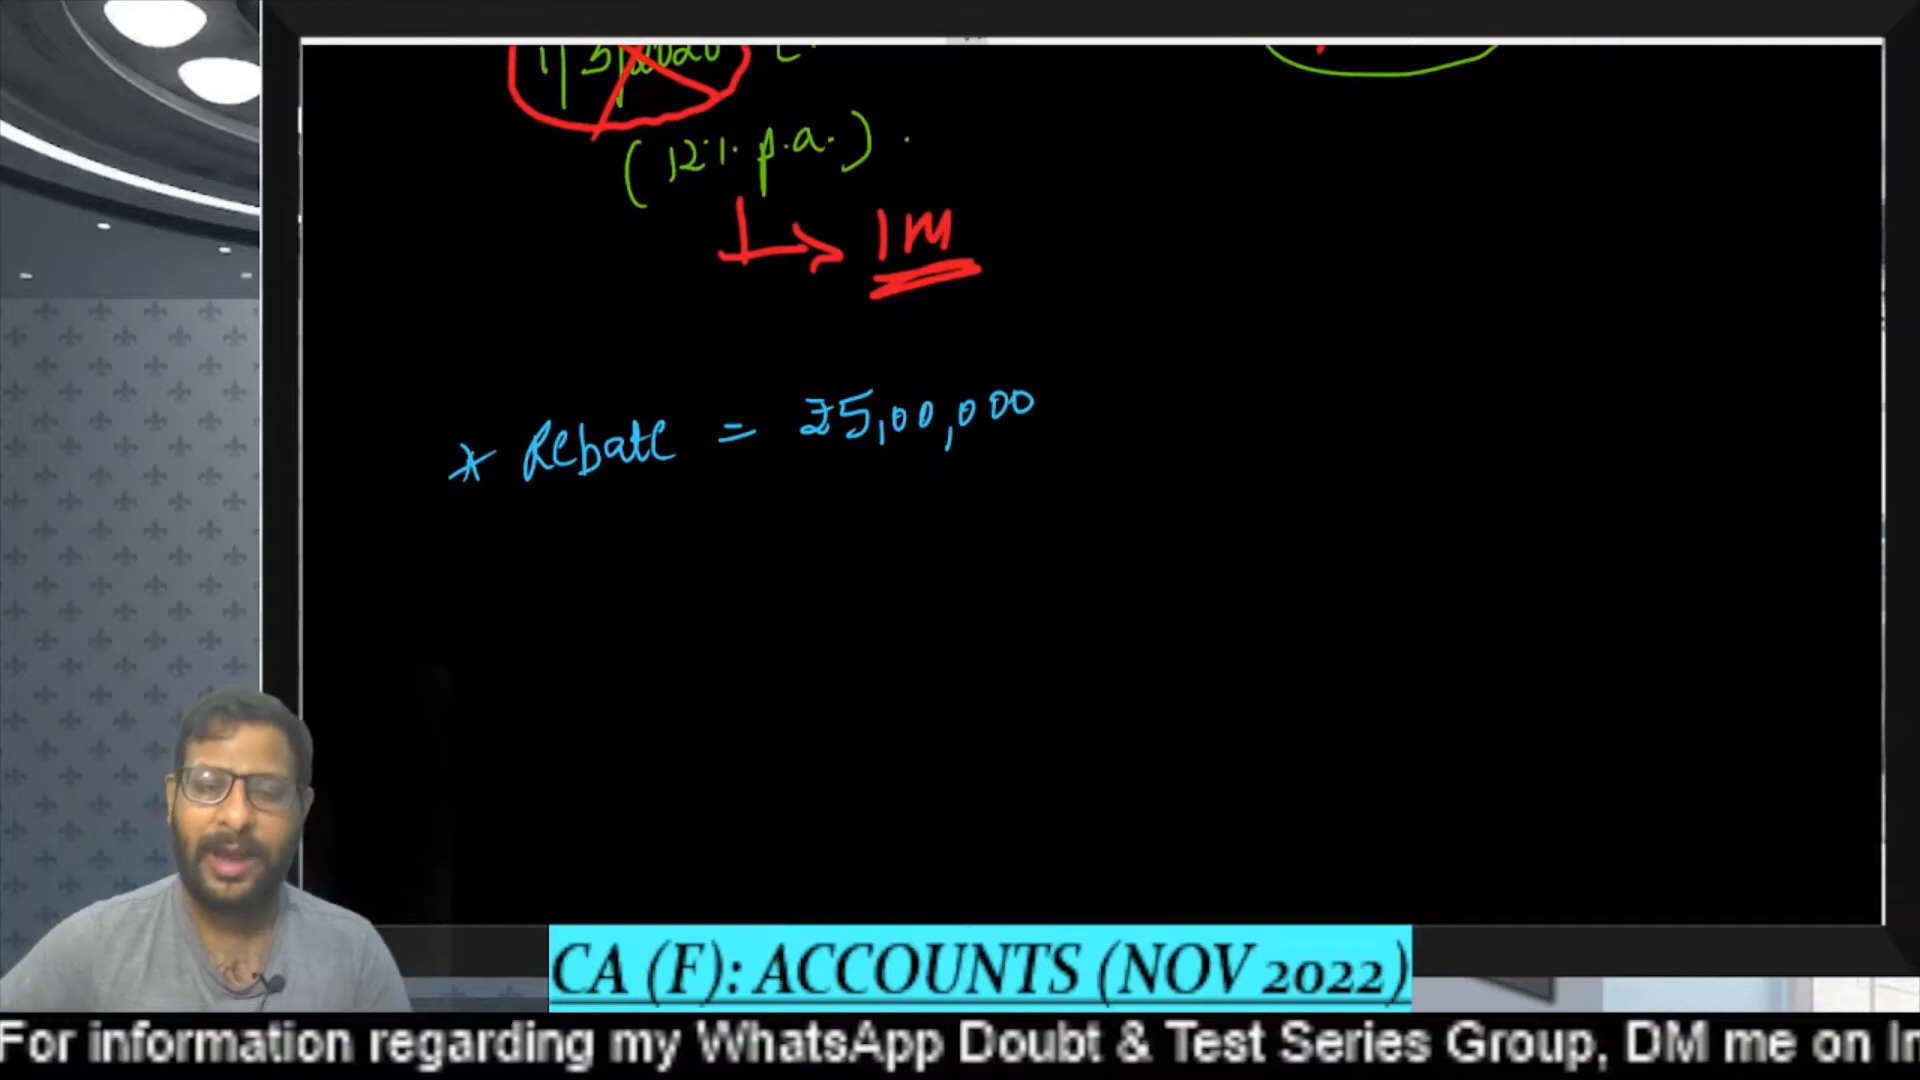 (12% p.a.) .
1M
* Rebate = ₹5,00,000
CA (F): ACCOUNTS (NOV 2022)
For information regarding my WhatsApp Doubt & Test Series Group, DM me on In